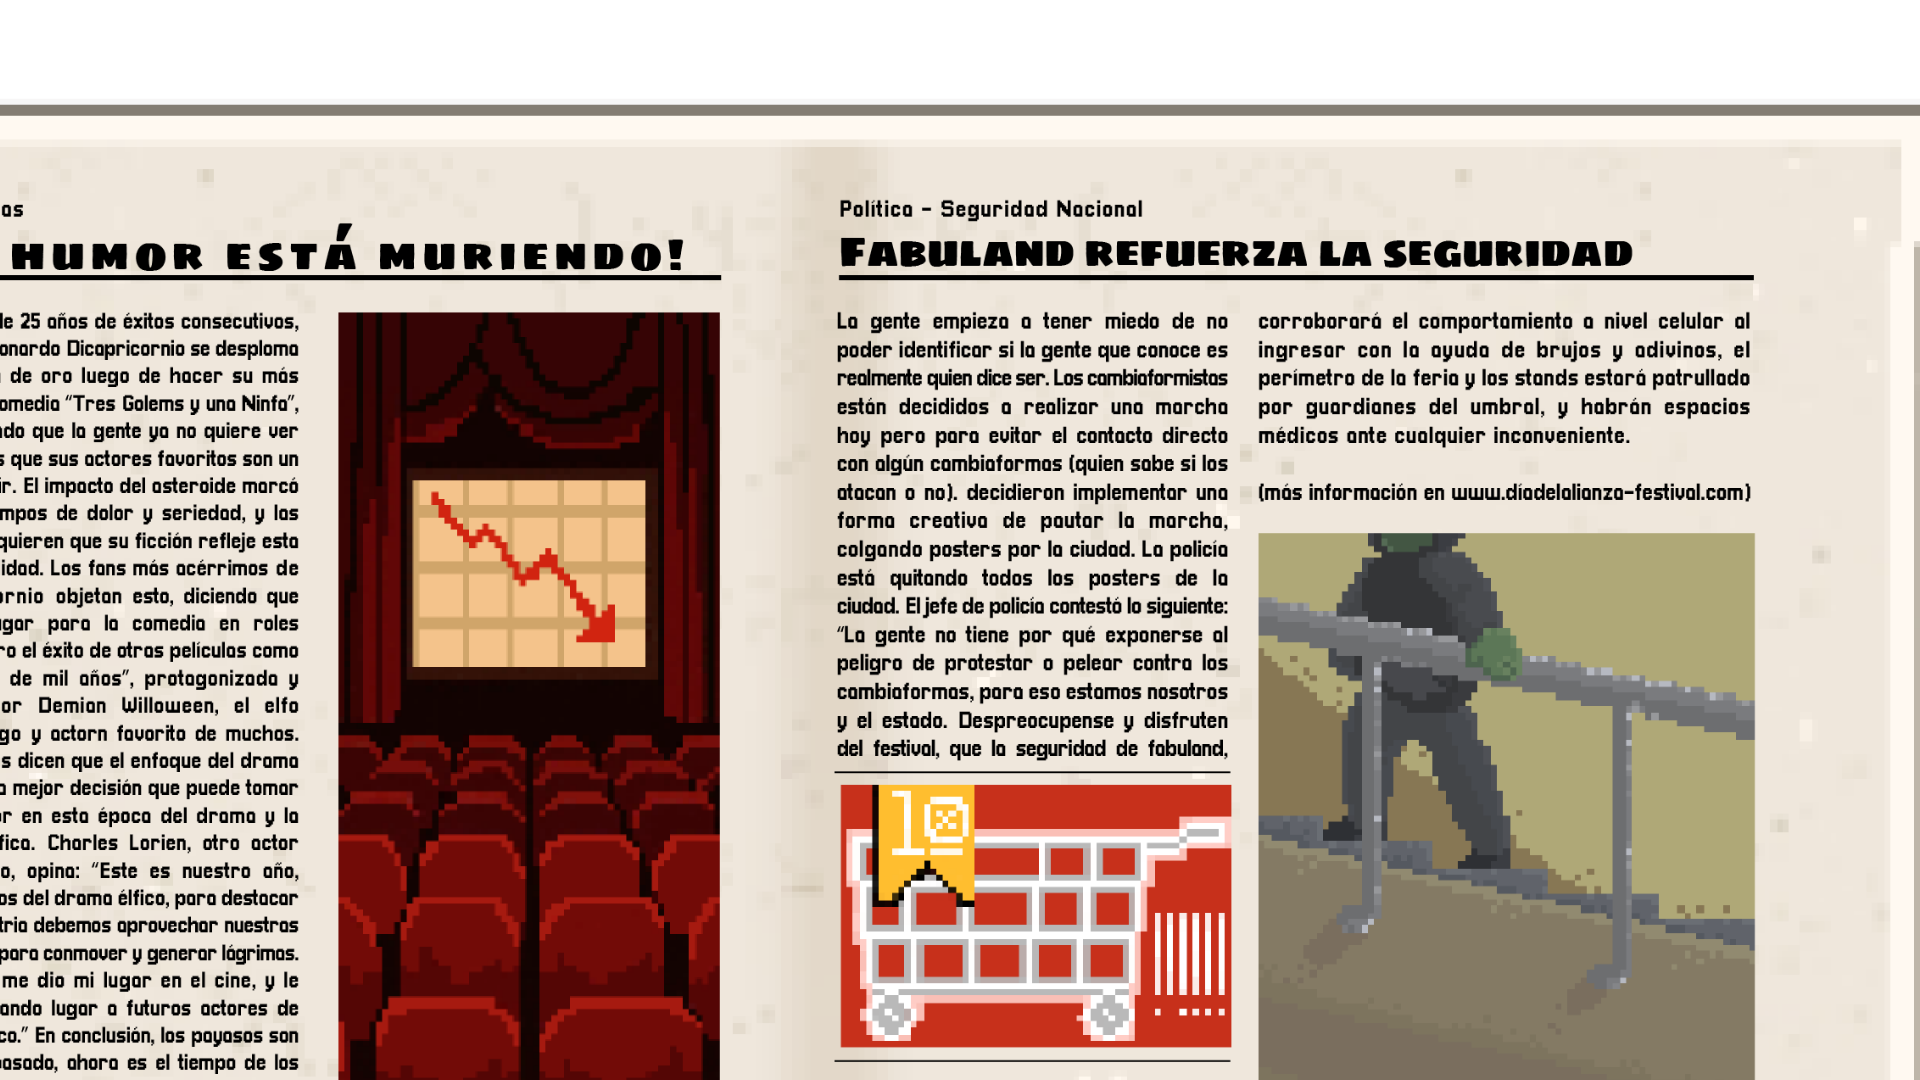 as
HUMOR ESTÁ MURIENDO!
de 25 años de éxitos consecutivos,
onardo Dicapricornio se desploma
de oro luego de hacer su más
omedia “Tres Golems y una Ninfa”,
ndo que la gente ya no quiere ver
s que sus actores favoritos son un
ir. El impacto del asteroide marcó
mpos de dolor y seriedad, y las
quieren que su ficción refleje esta
idad. Los fans más acérrimos de
ornio objetan esto, diciendo que
ugar para la comedia en roles
ro el éxito de otras películas como
de mil años”, protagonizada y
or Demian Willoween, el elfo
go y actorn favorito de muchos.
s dicen que el enfoque del drama
a mejor decisión que puede tomar
or en esta época del drama y la
fica. Charles Lorien, otro actor
o, opina: “Este es nuestro año,
os del drama élfico, para destacar
tria debemos aprovechar nuestras
para conmover y generar lágrimas.
me dio mi lugar en el cine, y le
ando lugar a futuros actores de
co.” En conclusión, los payasos son
pasado, ahora es el tiempo de los
Política - Seguridad Nacional
FABULAND REFUERZA LA SEGURIDAD
La gente empieza a tener miedo de no
poder identificar si la gente que conoce es
realmente quien dice ser. Los cambiaformistas
están decididos a realizar una marcha
hoy pero para evitar el contacto directo
con algún cambiaformas (quien sabe si los
atacan o no). decidieron implementar una
forma creativa de pautar la marcha,
colgando posters por la ciudad. La policía
está quitando todos los posters de la
ciudad. El jefe de policía contestó lo siguiente:
“La gente no tiene por qué exponerse al
peligro de protestar o pelear contra los
cambiaformas, para eso estamos nosotros
y el estado. Despreocupense y disfruten
del festival, que la seguridad de fabuland,
10
corroborará el comportamiento a nivel celular al
ingresar con la ayuda de brujos y adivinos, el
perímetro de la feria y los stands estará patrullado
por guardianes del umbral, y habrán espacios
médicos ante cualquier inconveniente.
(más información en www.díadelalianza-festival.com)